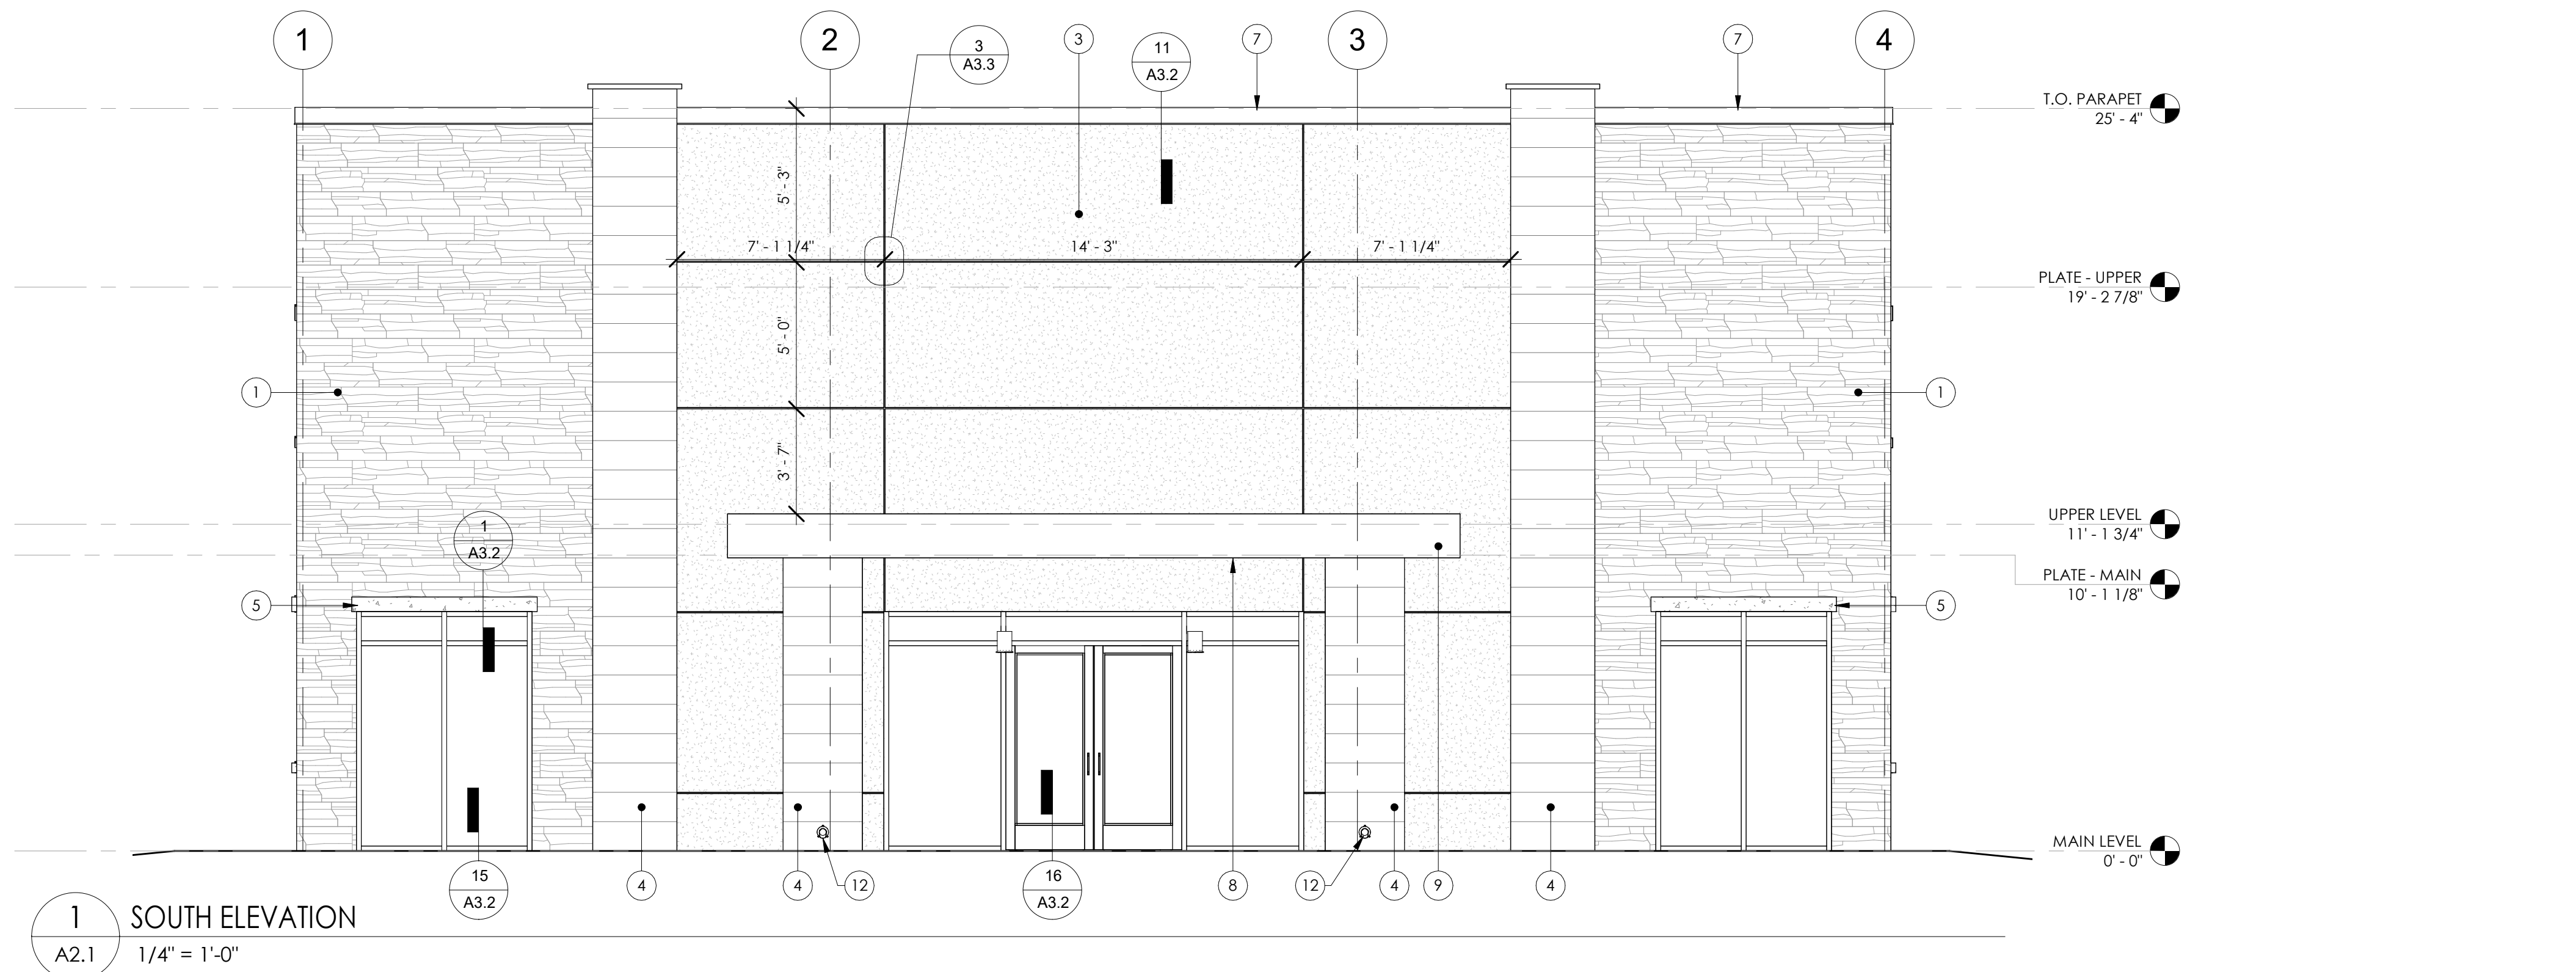 1
2
3
A3.3
3
11
A3.2
7
3
7
4
T.O. PARAPET
25' - 4"
5' - 3"
7' - 1 1/4"
14' - 3"
7' - 1 1/4"
PLATE - UPPER
19' - 2 7/8"
5' - 0"
1
1
3' - 7"
UPPER LEVEL
11' - 1 3/4"
1
A3.2
PLATE - MAIN
10' - 1 1/8"
5
5
MAIN LEVEL
0' - 0"
15
A3.2
4
4
12
16
A3.2
8
12
4
9
4
1
A2.1
SOUTH ELEVATION
1/4" = 1'-0"